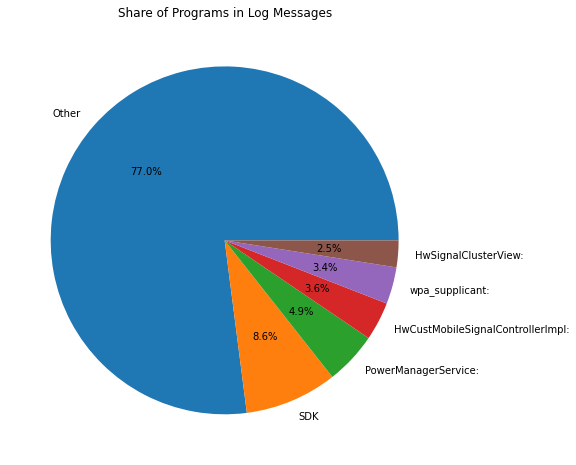 Share of Programs in Log Messages
Other
77.0%
2.5%
HwSignalClusterView:
3.4%
wpa_supplicant:
3.6%
HwCustMobileSignalControllerImpl:
4.9%
PowerManagerService:
8.6%
SDK